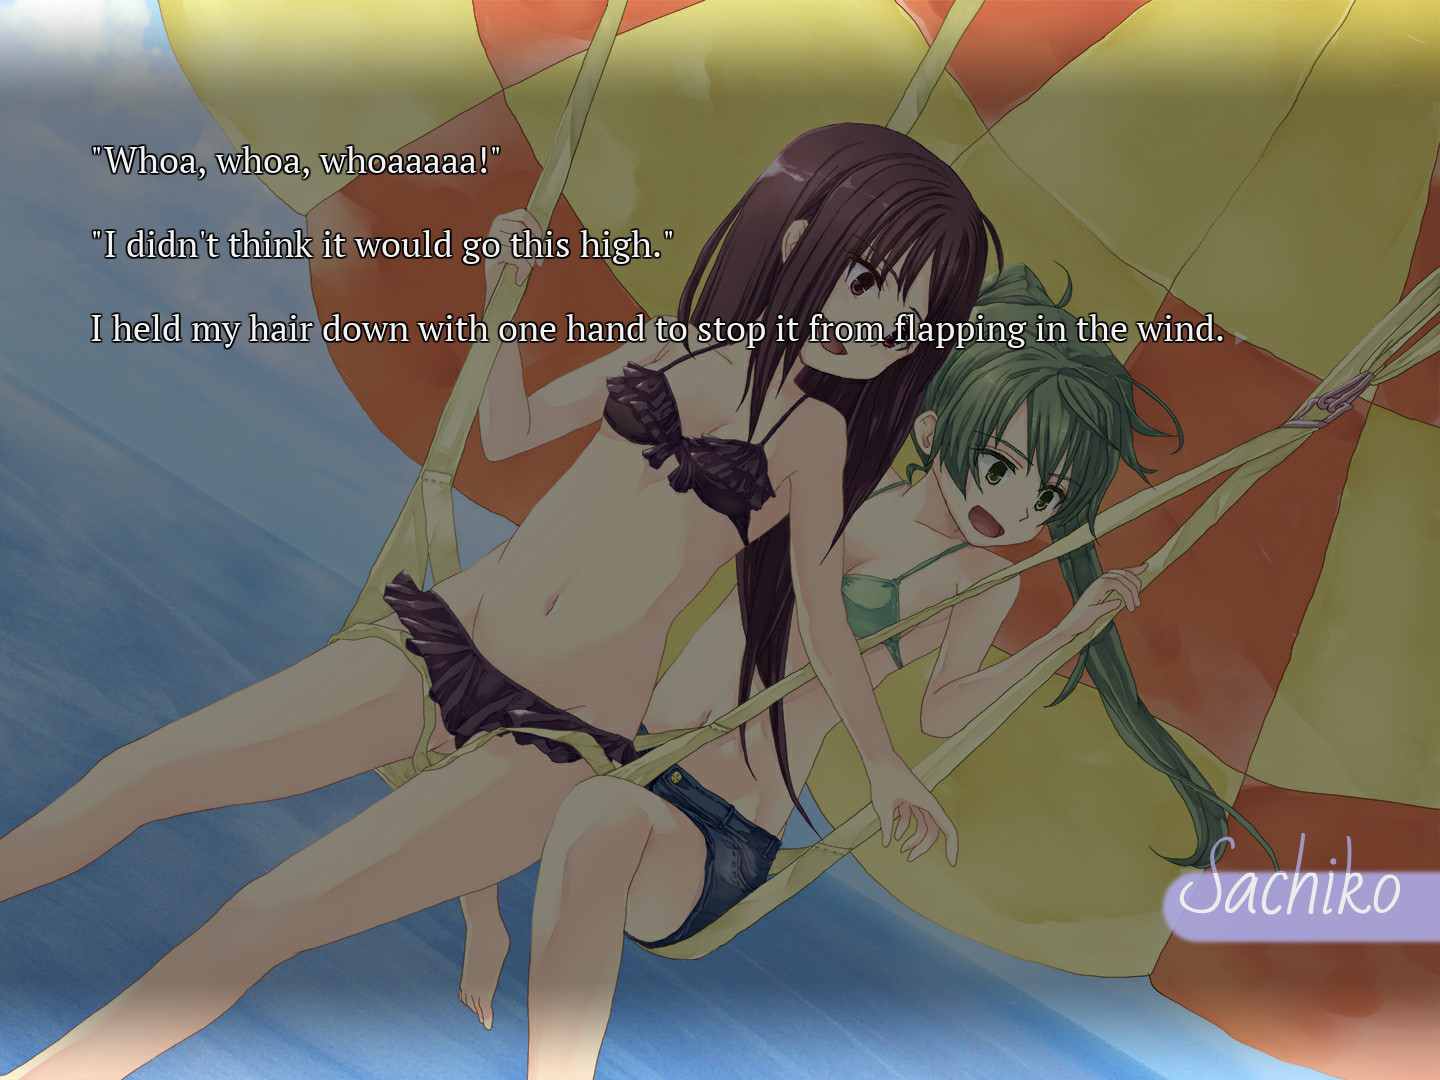 "Whoa, whoa, whoaaaaa!"
"I didn't think it would go this high."
I held my hair down with one hand to stop it from flapping in the wind.
Sachiko